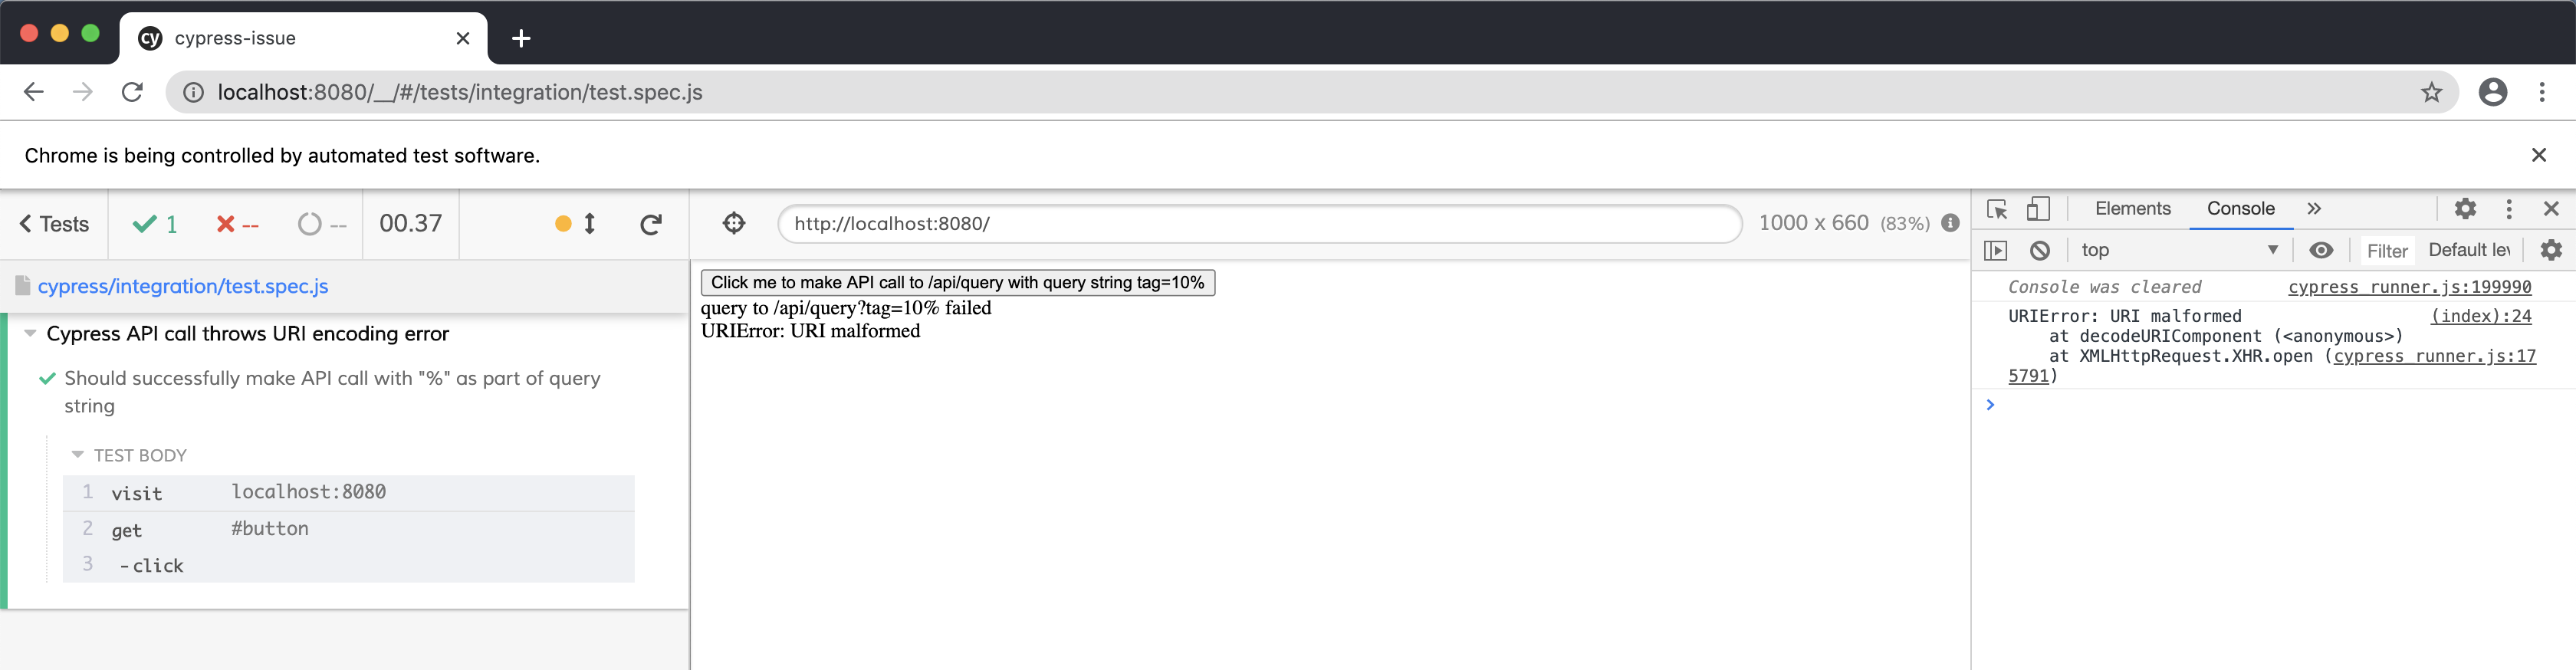 cypress-issue
localhost:8080/__/#/tests/integration/test.spec.js
Chrome is being controlled by automated test software.
Tests 1 -- -- 00.37
http://localhost:8080/ 1000 x 660 (83%)
Elements Console
top Filter Default lev
cypress/integration/test.spec.js
Cypress API call throws URI encoding error
Should successfully make API call with "%" as part of query
string
TEST BODY
1 visit localhost:8080
2 get #button
3 -click
Click me to make API call to /api/query with query string tag=10%
query to /api/query?tag=10% failed
URIError: URI malformed
Console was cleared cypress_runner.js:199990
URIError: URI malformed (index):24
at decodeURIComponent (<anonymous>)
at XMLHttpRequest.XHR.open (cypress_runner.js:17
5791)